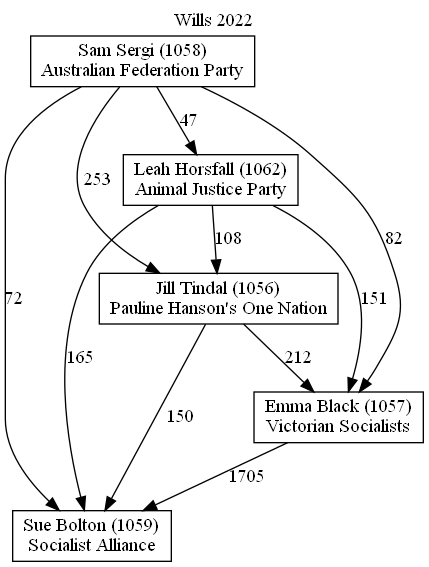 Wills 2022
Sam Sergi (1058)
Australian Federation Party
47
253
Leah Horsfall (1062)
Animal Justice Party
108
82
Jill Tindal (1056)
Pauline Hanson's One Nation
72
151
165
212
Emma Black (1057)
Victorian Socialists
150
1705
Sue Bolton (1059)
Socialist Alliance